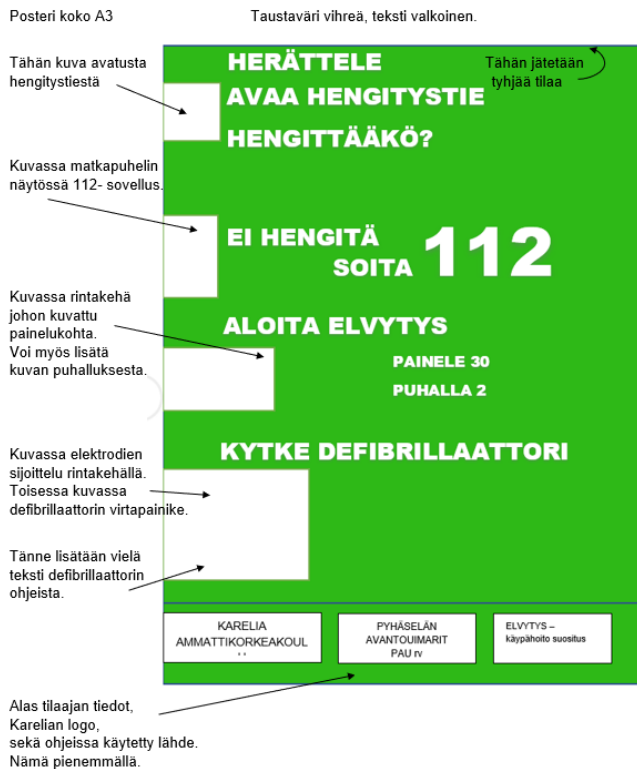 Posteri koko A3
Taustaväri vihreä, teksti valkoinen.
Tähän kuva avatusta
hengitystiestä
HERÄTTELE
AVAA HENGITYSTIE
HENGITTÄÄKÖ?
Tähän jätetään
tyhjää tilaa
Kuvassa matkapuhelin
näytössä 112- sovellus.
EI HENGITÄ
SOITA 112
Kuvassa rintakehä
johon kuvattu
painelukohta.
Voi myös lisätä
kuvan puhalluksesta.
ALOITA ELVYTYS
PAINELE 30
PUHALLA 2
Kuvassa elektrodien
sijoittelu rintakehällä.
Toisessa kuvassa
defibrillaattorin virtapainike.
KYTKE DEFIBRILLAATTORI
Tänne lisätään vielä
teksti defibrillaattorin
ohjeista.
KARELIA
AMMATTIKORKEAKOUL
PYHÄSELÄN
AVANTOUIMARIT
PAU rv
ELVYTYS –
käypähoito suositus
Alas tilaajan tiedot,
Karelian logo,
sekä ohjeissa käytetty lähde.
Nämä pienemmällä.